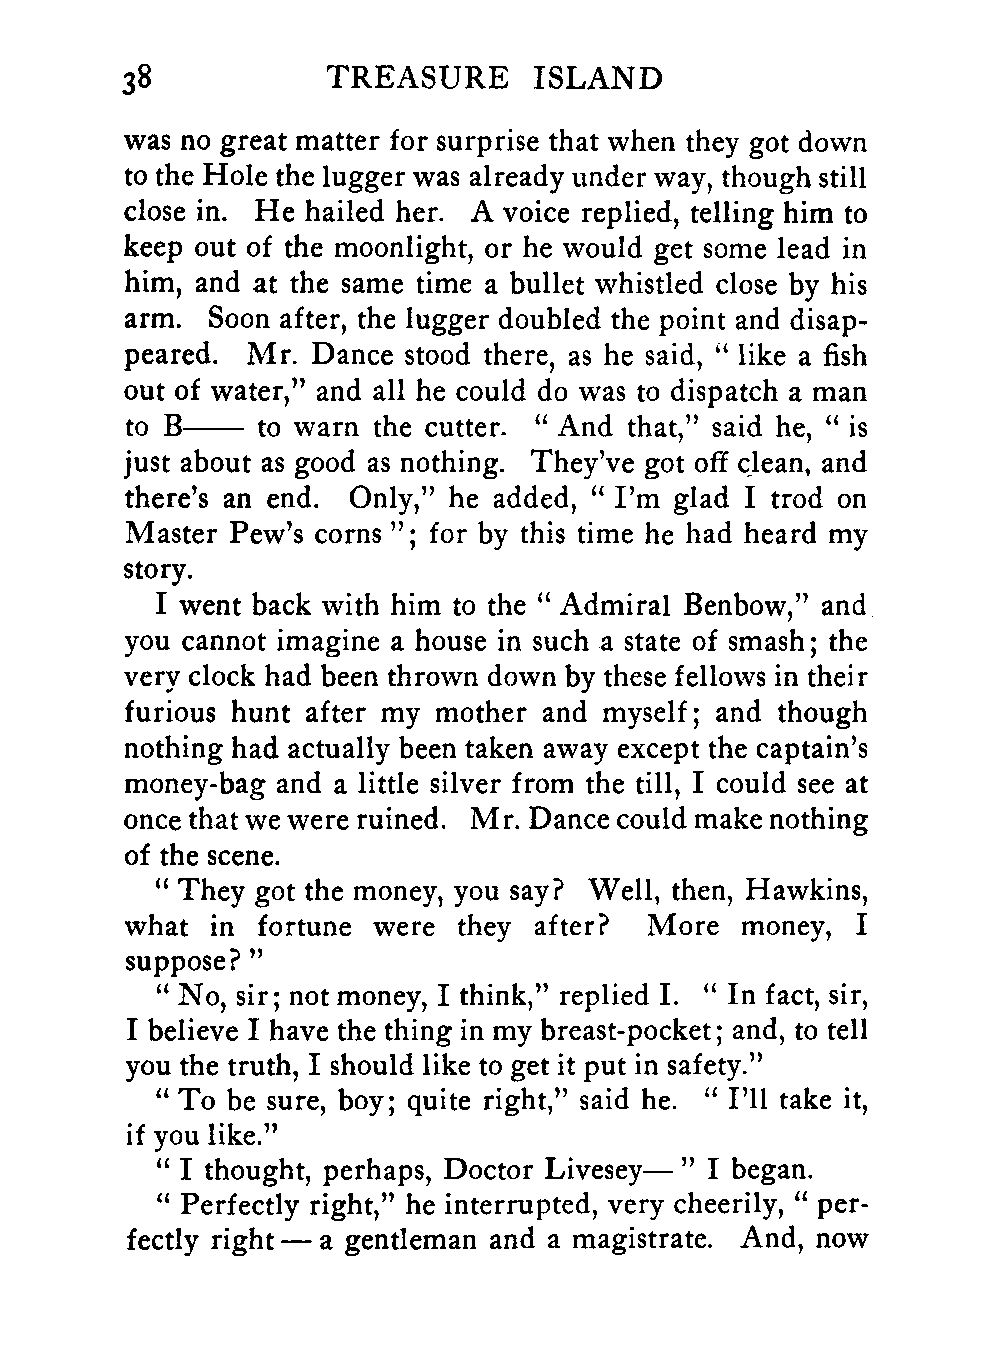 38 TREASURE ISLAND
was no great matter for surprise that when they got down
to the Hole the lugger was already under way, though still
close in. He hailed her. A voice replied, telling him to
keep out of the moonlight, or he would get some lead in
him, and at the same time a bullet whistled close by his
arm. Soon after, the lugger doubled the point and disap-
peared. Mr. Dance stood there, as he said, “ like a fish
out of water,” and all he could do was to dispatch a man
to B—— to warn the cutter. “ And that,” said he, “ is
just about as good as nothing. They’ve got off clean, and
there’s an end. Only,” he added, “ I’m glad I trod on
Master Pew’s corns ”; for by this time he had heard my
story.
I went back with him to the “ Admiral Benbow,” and
you cannot imagine a house in such a state of smash; the
very clock had been thrown down by these fellows in their
furious hunt after my mother and myself; and though
nothing had actually been taken away except the captain’s
money-bag and a little silver from the till, I could see at
once that we were ruined. Mr. Dance could make nothing
of the scene.
“ They got the money, you say? Well, then, Hawkins,
what in fortune were they after? More money, I
suppose? ”
“ No, sir; not money, I think,” replied I. “ In fact, sir,
I believe I have the thing in my breast-pocket; and, to tell
you the truth, I should like to get it put in safety.”
“ To be sure, boy; quite right,” said he. “ I’ll take it,
if you like.”
“ I thought, perhaps, Doctor Livesey— ” I began.
“ Perfectly right,” he interrupted, very cheerily, “ per-
fectly right — a gentleman and a magistrate. And, now